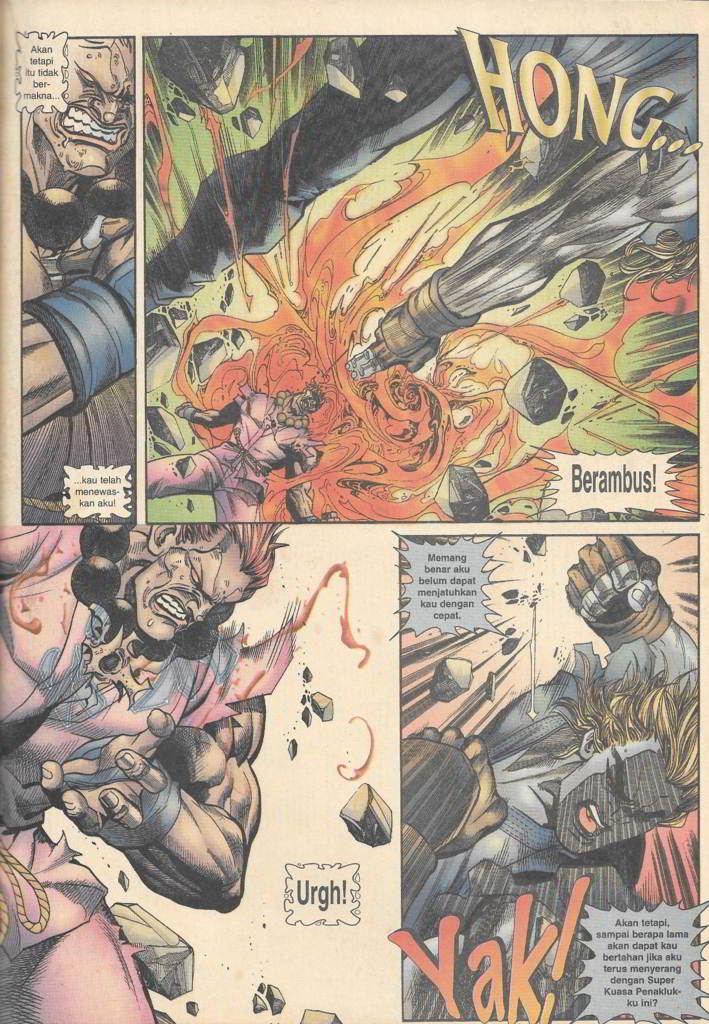 Akan
tetapi
itu tidak
ber-
makna...
...kau telah
menewas-
kan aku!
HONG...
Berambus!
Urgh!
Memang
benar aku
belum dapat
menjatuhkan
kau dengan
cepat.
Yak!
Akan tetapi,
sampai berapa lama
akan dapat kau
bertahan jika aku
terus menyerang
dengan Super
Kuasa Penakluk-
ku ini?